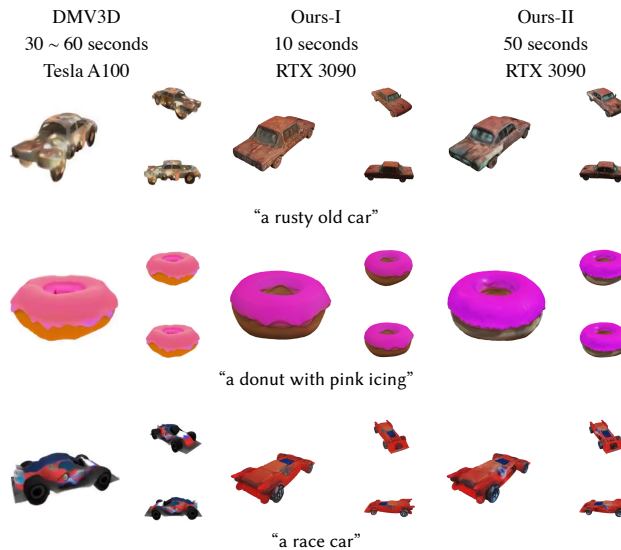 DMV3D Ours-I Ours-II
30 ~ 60 seconds 10 seconds 50 seconds
Tesla A100 RTX 3090 RTX 3090
“a rusty old car”
“a donut with pink icing”
“a race car”